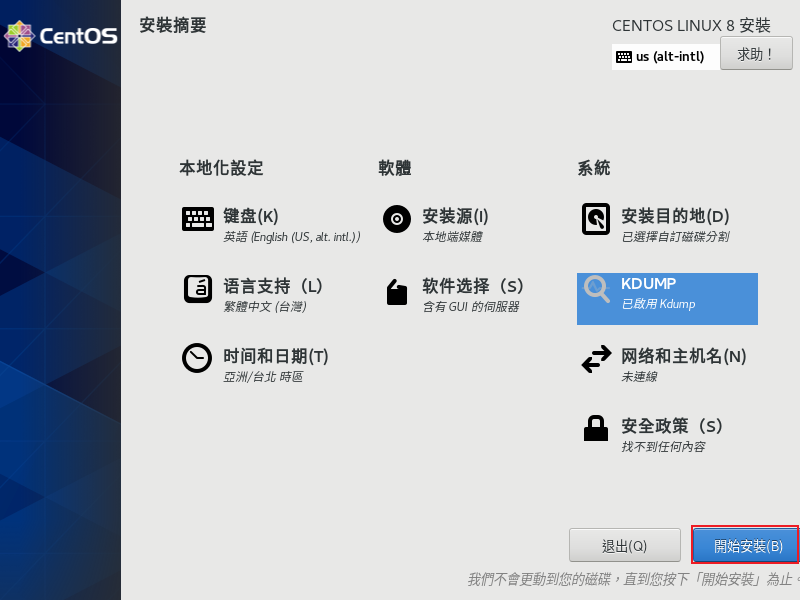 CentOS
安裝摘要
CENTOS LINUX 8 安裝
us (alt-intl)
求助！
本地化設定
键盘(K)
英語 (English (US, alt. intl.))
语言支持（L）
繁體中文 (台灣)
时间和日期(T)
亞洲/台北 時區
軟體
安装源(I)
本地端媒體
软件选择（S）
含有 GUI 的伺服器
系統
安装目的地(D)
已選擇自訂磁碟分割
KDUMP
已啟用 Kdump
网络和主机名(N)
未連線
安全政策（S）
找不到任何內容
退出(Q)
開始安裝(B)
我們不會更動到您的磁碟，直到您按下「開始安裝」為止。